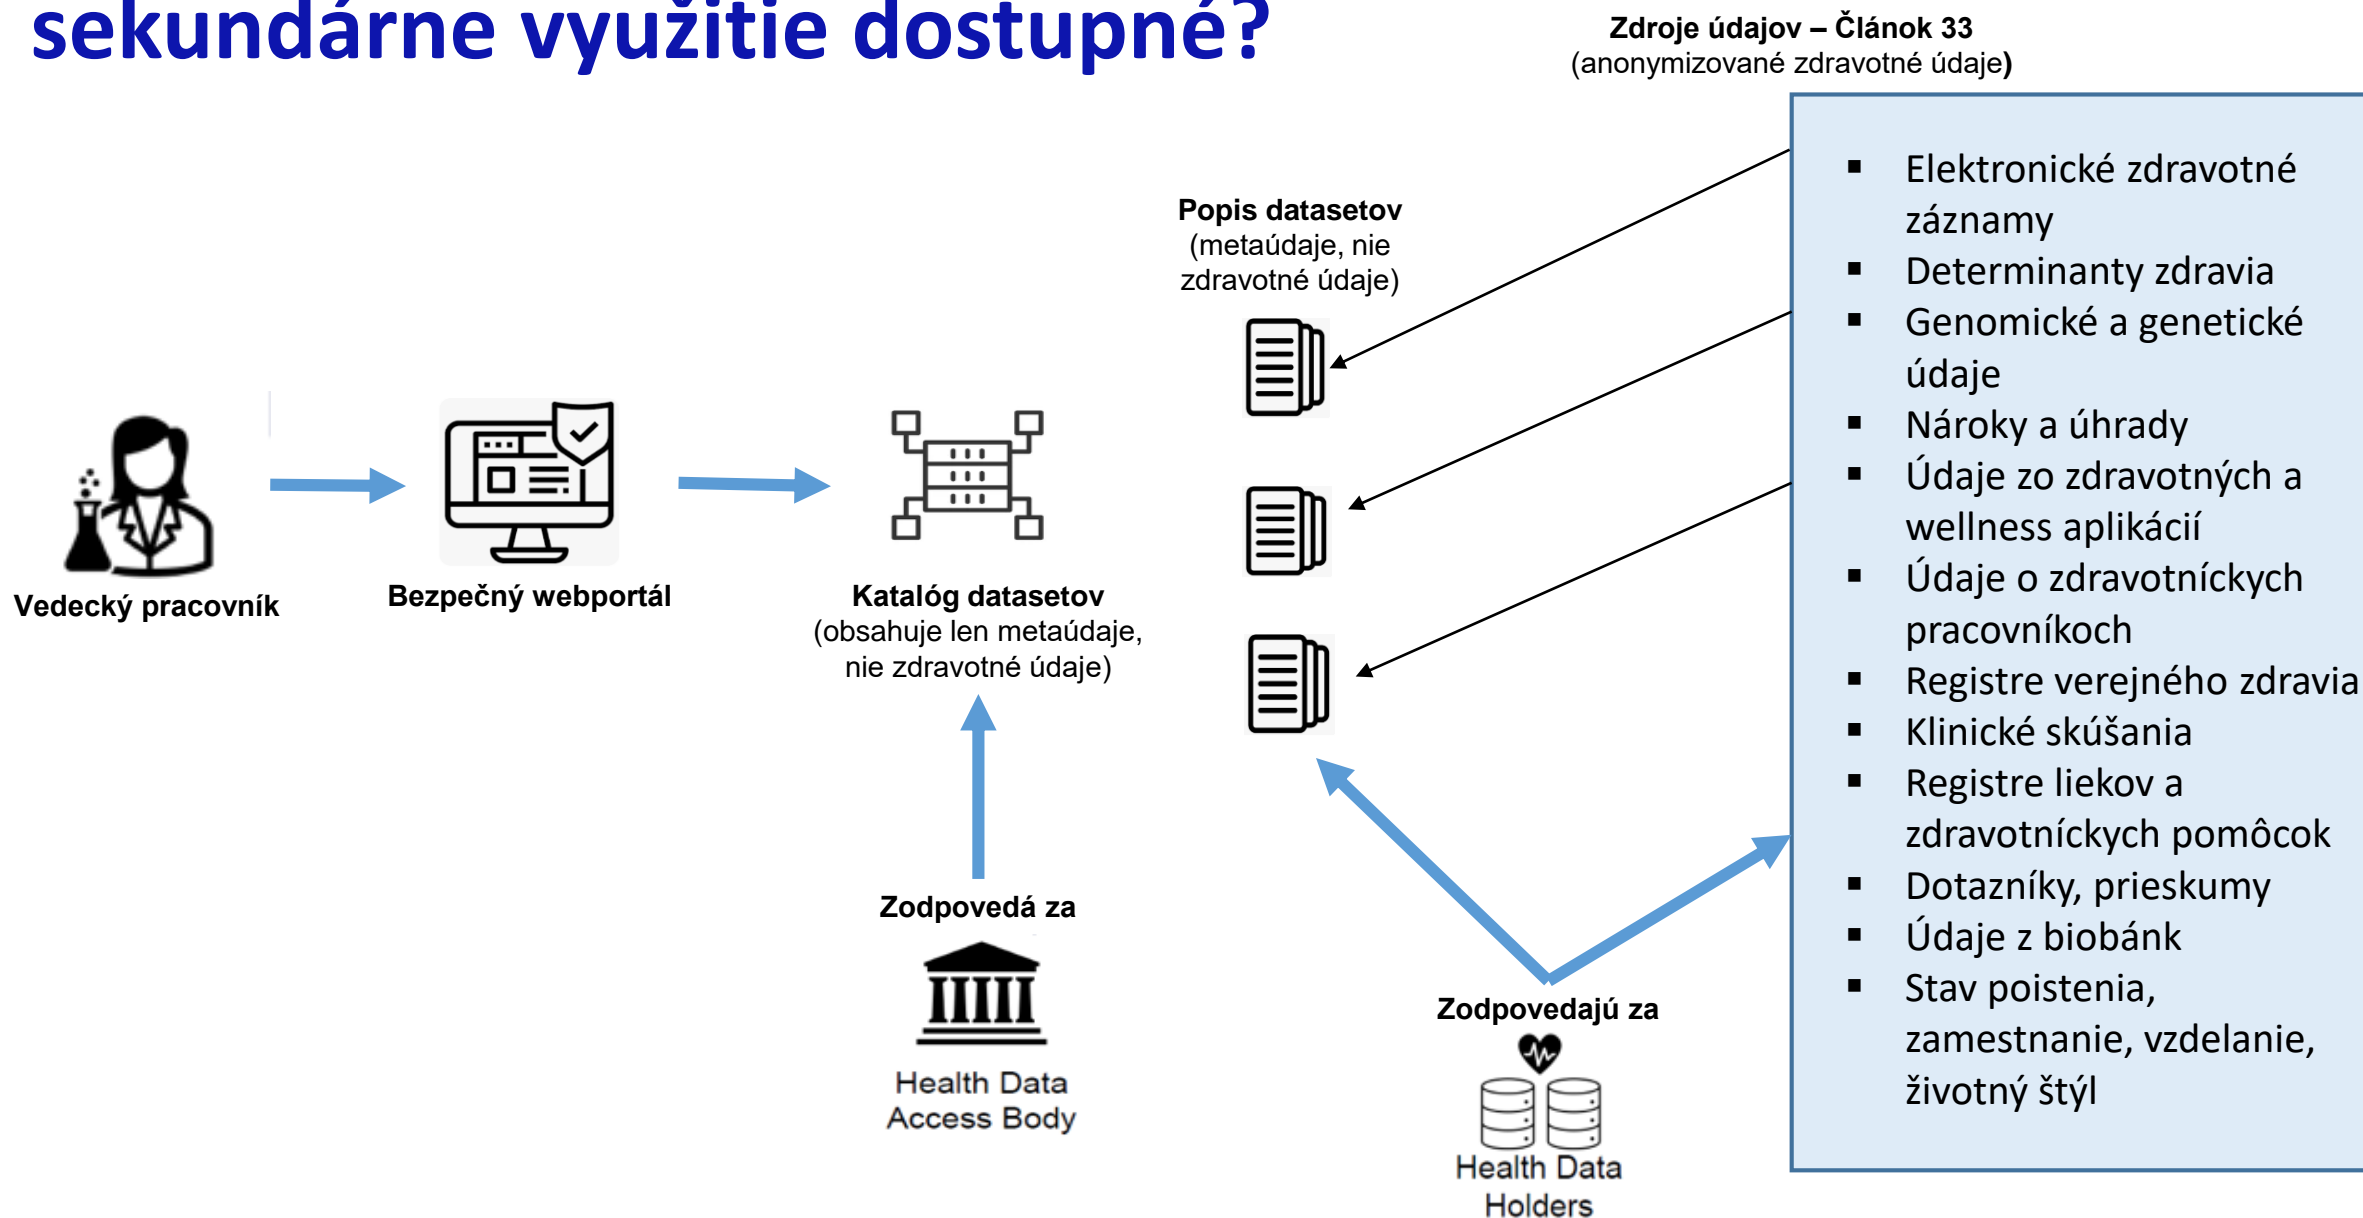 sekundárne využitie dostupné?
Zdroje údajov – Článok 33
(anonymizované zdravotné údaje)
Popis datasetov
(metaúdaje, nie
zdravotné údaje)
Vedecký pracovník
Bezpečný webportál
Katalóg datasetov
(obsahuje len metaúdaje,
nie zdravotné údaje)
Zodpovedá za
Health Data
Access Body
Zodpovedajú za
Health Data
Holders
▪ Elektronické zdravotné
záznamy
▪ Determinanty zdravia
▪ Genomické a genetické
údaje
▪ Nároky a úhrady
▪ Údaje zo zdravotných a
wellness aplikácií
▪ Údaje o zdravotníckych
pracovníkoch
▪ Registre verejného zdravia
▪ Klinické skúšania
▪ Registre liekov a
zdravotníckych pomôcok
▪ Dotazníky, prieskumy
▪ Údaje z biobánk
▪ Stav poistenia,
zamestnanie, vzdelanie,
životný štýl